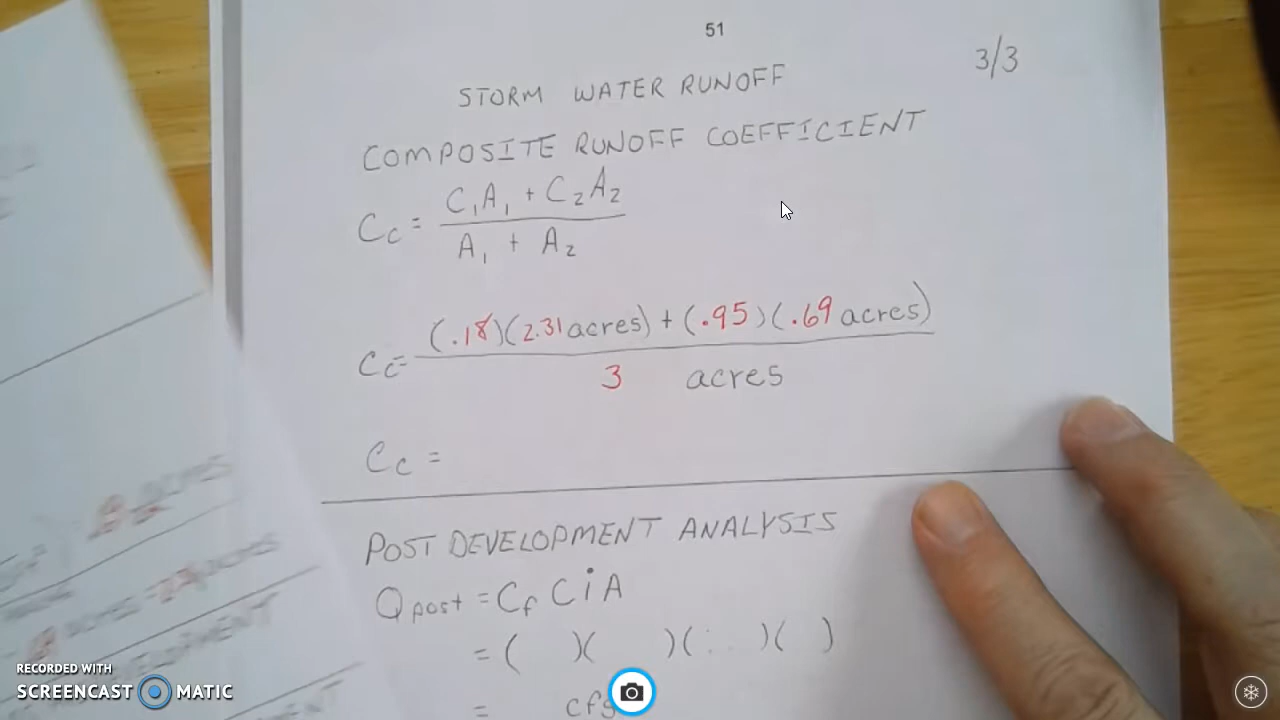 51
3/3
STORM WATER RUNOFF
COMPOSITE RUNOFF COEFFICIENT
Cc = C₁A₁ + C₂A₂
A₁ + A₂
Cc = (.18)(2.31 acres) + (.95)(.69 acres)
3 acres
Cc =
POST DEVELOPMENT ANALYSIS
Qpost = Cf C i A
= ( )( )( )( )
= cfs
RECORDED WITH
SCREENCAST MATIC